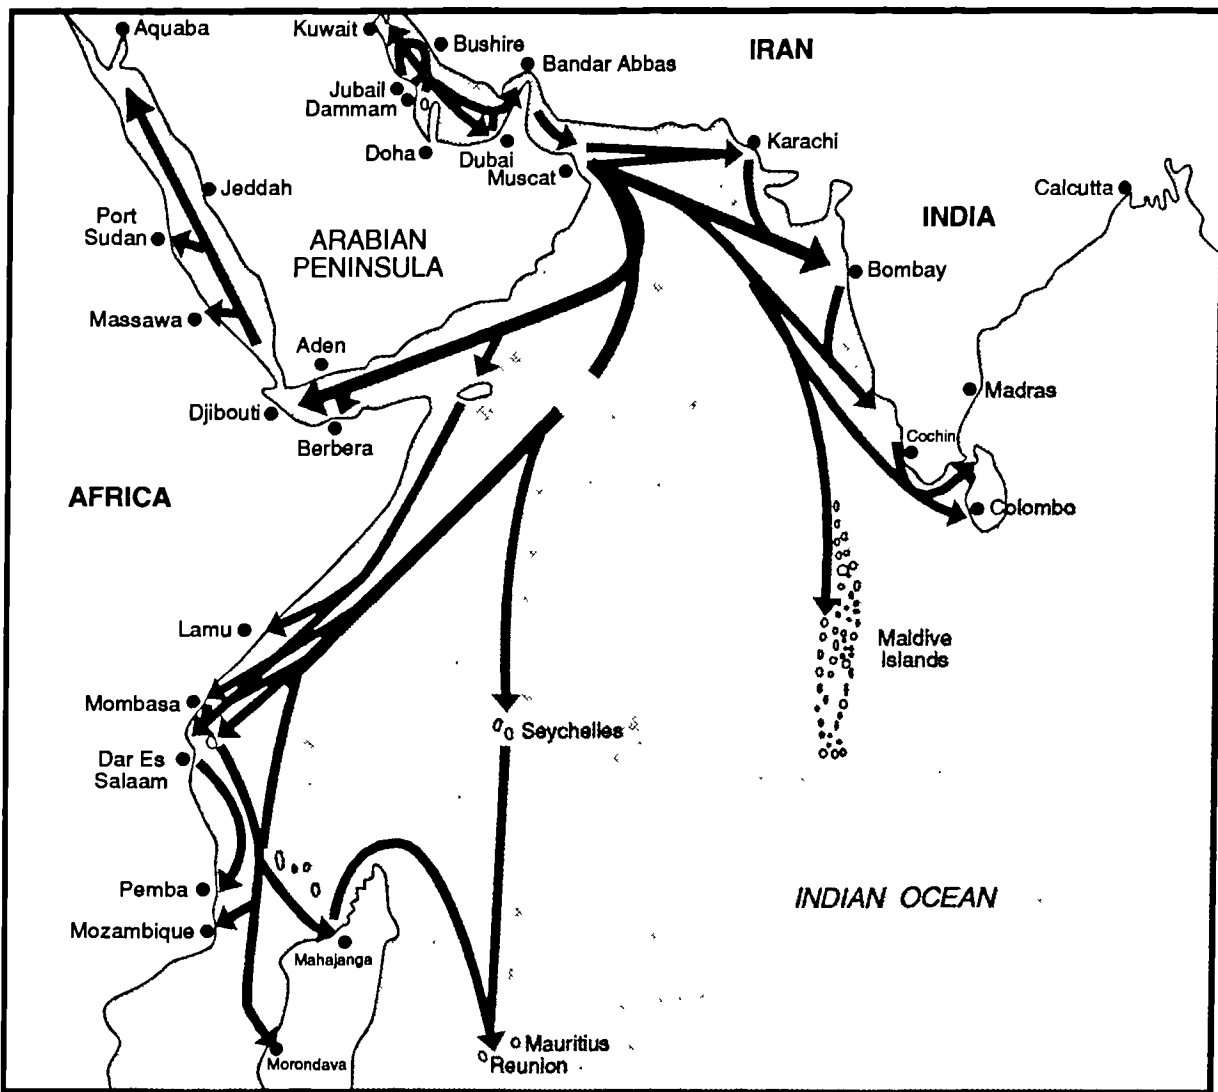 Aquaba
Kuwait
Bushire
IRAN
Bandar Abbas
Jubail
Dammam
Karachi
Doha
Dubai
Muscat
Jeddah
Calcutta
Port
Sudan
INDIA
ARABIAN
PENINSULA
Bombay
Massawa
Aden
Madras
Djibouti
Berbera
Cochin
AFRICA
Colombo
Lamu
Maldive
Islands
Mombasa
Seychelles
Dar Es
Salaam
Pemba
INDIAN OCEAN
Mozambique
Mahajanga
Mauritius
Reunion
Morondava